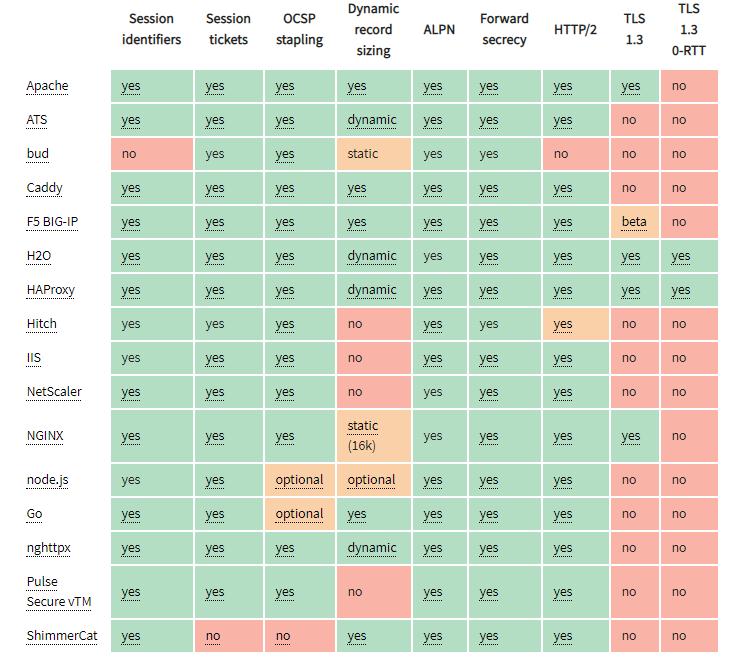 Session identifiers Session tickets OCSP stapling Dynamic record sizing ALPN Forward secrecy HTTP/2 TLS 1.3 TLS 1.3 0-RTT
Apache yes yes yes yes yes yes yes yes no
ATS yes yes yes dynamic yes yes yes no no
bud no yes yes static yes yes no no no
Caddy yes yes yes yes yes yes yes no no
F5 BIG-IP yes yes yes yes yes yes yes beta no
H2O yes yes yes dynamic yes yes yes yes yes
HAProxy yes yes yes dynamic yes yes yes yes yes
Hitch yes yes yes no yes yes yes no no
IIS yes yes yes no yes yes yes no no
NetScaler yes yes yes no yes yes yes no no
NGINX yes yes yes static (16k) yes yes yes yes no
node.js yes yes optional optional yes yes yes no no
Go yes yes optional yes yes yes yes no no
nghttpx yes yes yes dynamic yes yes yes no no
Pulse Secure vTM yes yes yes no yes yes yes no no
ShimmerCat yes no no yes yes yes yes no no